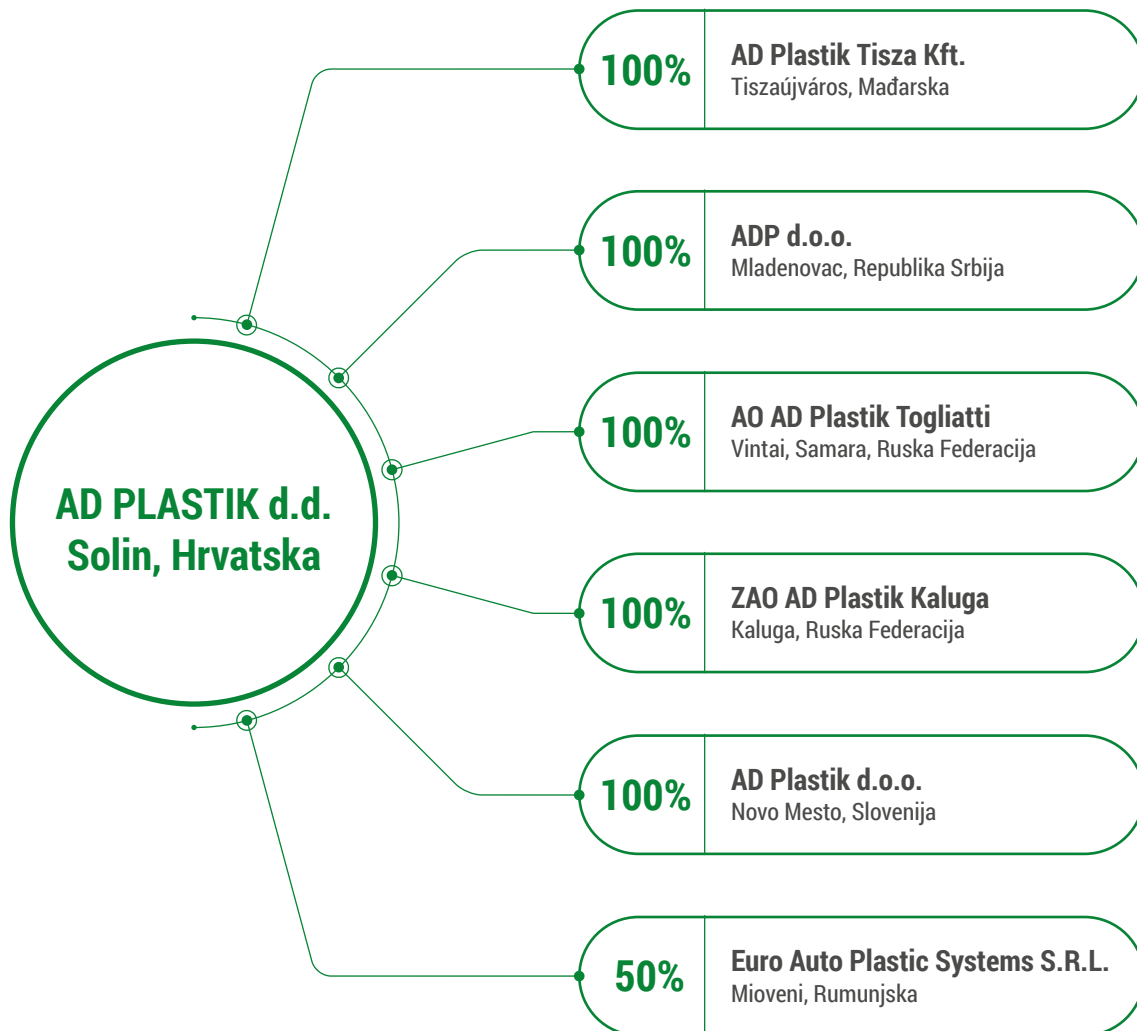 AD PLASTIK d.d.
Solin, Hrvatska
100%
AD Plastik Tisza Kft.
Tiszaújváros, Mađarska
100%
ADP d.o.o.
Mladenovac, Republika Srbija
100%
AO AD Plastik Togliatti
Vintai, Samara, Ruska Federacija
100%
ZAO AD Plastik Kaluga
Kaluga, Ruska Federacija
100%
AD Plastik d.o.o.
Novo Mesto, Slovenija
50%
Euro Auto Plastic Systems S.R.L.
Mioveni, Rumunjska